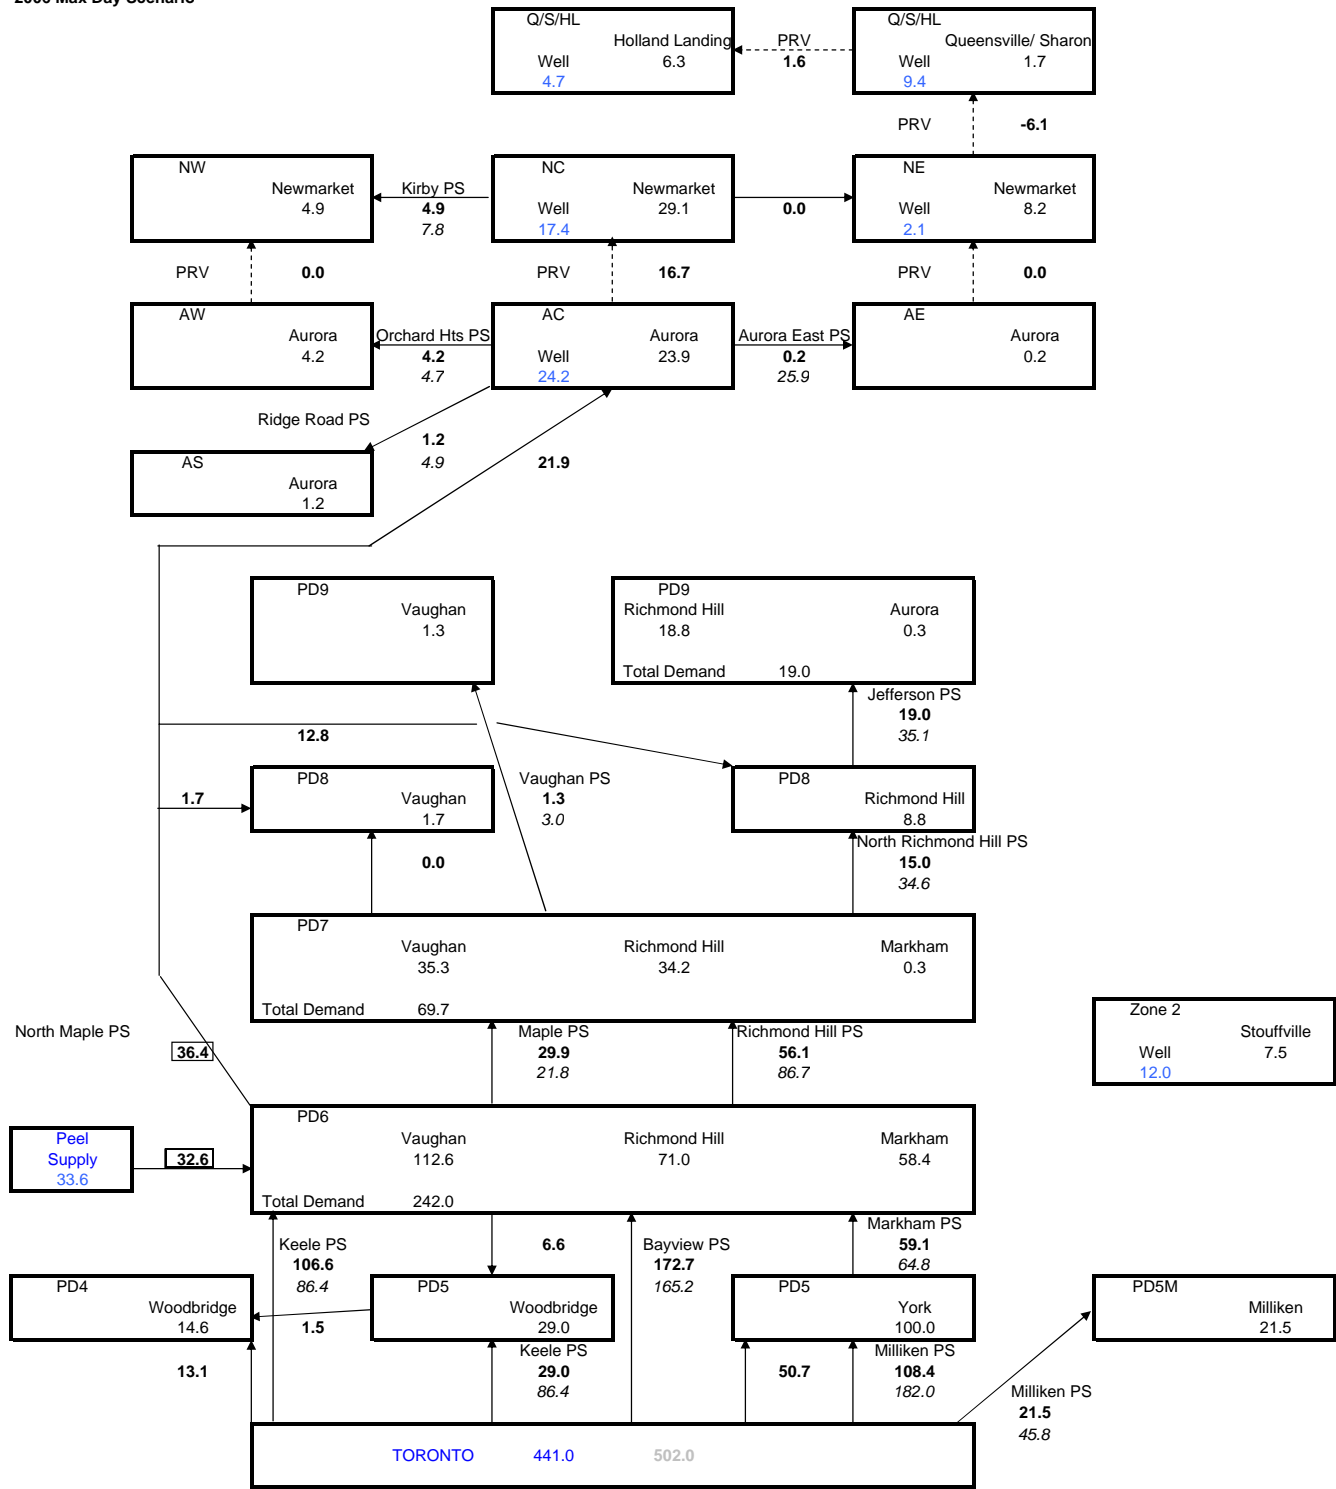 2006 Max Day Scenario
Q/S/HL
Holland Landing
Well 6.3
4.7
PRV
1.6
Q/S/HL
Queensville/ Sharon
Well 1.7
9.4
PRV -6.1
NW
Newmarket
4.9
Kirby PS
4.9
7.8
NC
Newmarket
Well 29.1
17.4
0.0
NE
Newmarket
Well 8.2
2.1
PRV 0.0
PRV 16.7
PRV 0.0
AW
Aurora
4.2
Orchard Hts PS
4.2
4.7
AC
Aurora
Well 23.9
24.2
Aurora East PS
0.2
25.9
AE
Aurora
0.2
Ridge Road PS
1.2
4.9
21.9
AS
Aurora
1.2
PD9
Vaughan
1.3
PD9
Richmond Hill Aurora
18.8 0.3
Total Demand 19.0
Jefferson PS
19.0
35.1
12.8
1.7
PD8
Vaughan
1.7
Vaughan PS
1.3
3.0
PD8
Richmond Hill
8.8
0.0
North Richmond Hill PS
15.0
34.6
PD7
Vaughan Richmond Hill Markham
35.3 34.2 0.3
Total Demand 69.7
North Maple PS
36.4
Maple PS
29.9
21.8
Richmond Hill PS
56.1
86.7
Zone 2
Stouffville
Well 7.5
12.0
Peel
Supply
33.6
32.6
PD6
Vaughan Richmond Hill Markham
112.6 71.0 58.4
Total Demand 242.0
Keele PS
106.6
86.4
6.6
Bayview PS
172.7
165.2
Markham PS
59.1
64.8
PD4
Woodbridge
14.6
1.5
PD5
Woodbridge
29.0
PD5
York
100.0
PD5M
Milliken
21.5
13.1
Keele PS
29.0
86.4
50.7
Milliken PS
108.4
182.0
Milliken PS
21.5
45.8
TORONTO 441.0 502.0